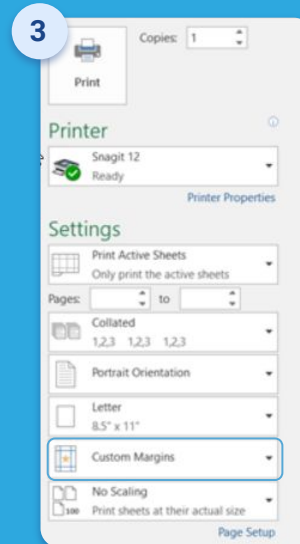 3
Copies: 1
Print
Printer
Snagit 12
Ready
Printer Properties
Settings
Print Active Sheets
Only print the active sheets
Pages: to
Collated
1,2,3 1,2,3 1,2,3
Portrait Orientation
Letter
8.5" x 11"
Custom Margins
No Scaling
100
Print sheets at their actual size
Page Setup